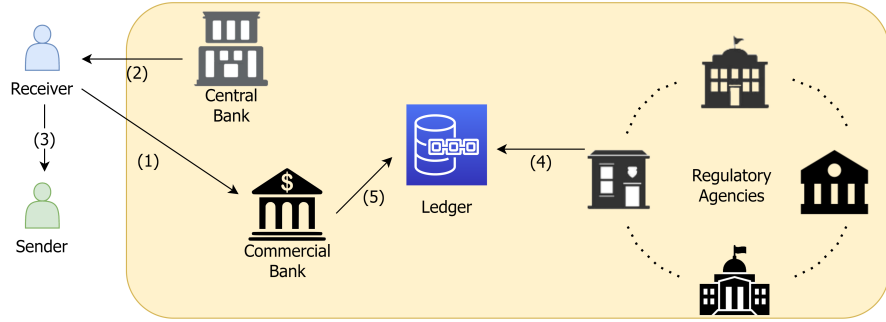 (2)
Receiver
Central
Bank
(3)
(1)
(4)
$
Regulatory
Agencies
(5)
Ledger
Sender
Commercial
Bank